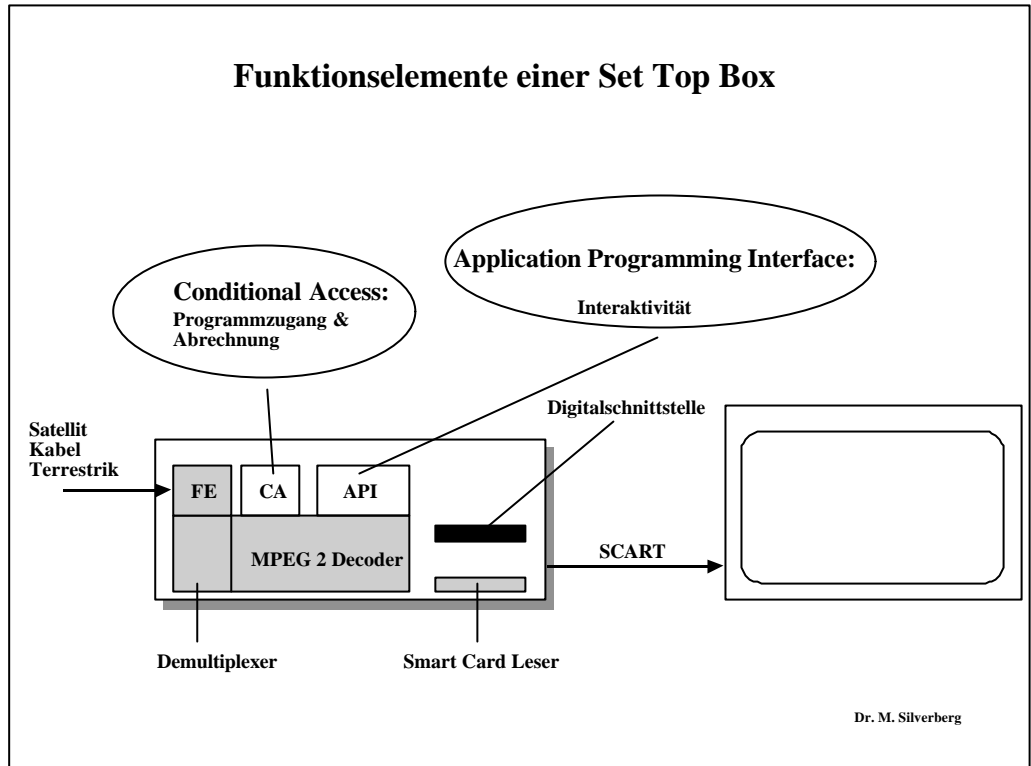 Funktionselemente einer Set Top Box
Application Programming Interface:
Interaktivität
Conditional Access:
Programmzugang &
Abrechnung
Digitalschnittstelle
Satellit
Kabel
Terrestrik
FE
CA
API
MPEG 2 Decoder
SCART
Demultiplexer
Smart Card Leser
Dr. M. Silverberg